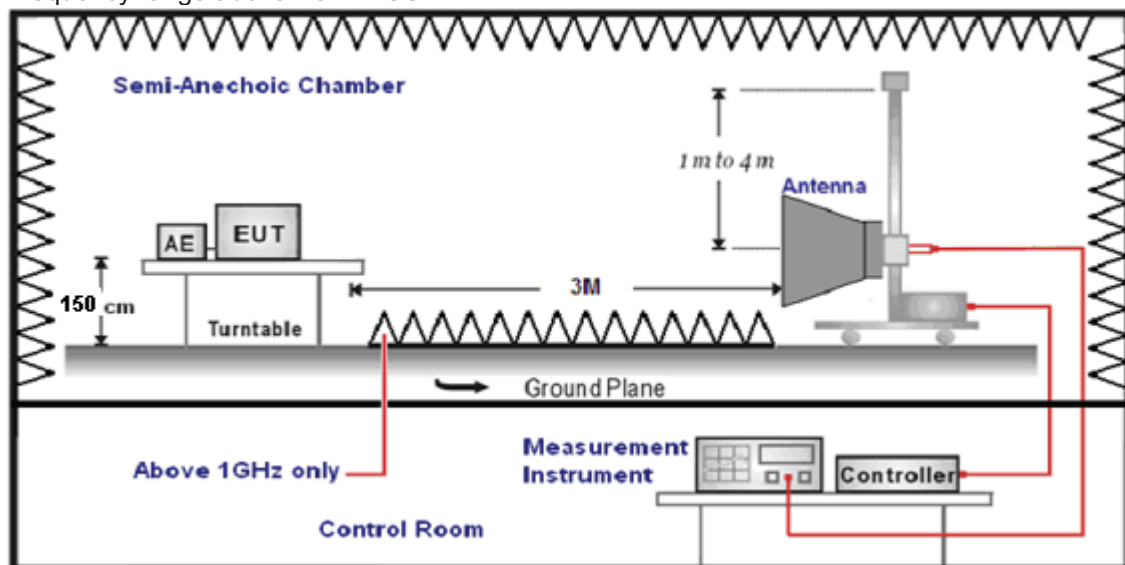 Semi-Anechoic Chamber
1 m to 4 m
Antenna
AE
EUT
150 cm
3M
Turntable
Ground Plane
Above 1GHz only
Measurement
Instrument
Controller
Control Room